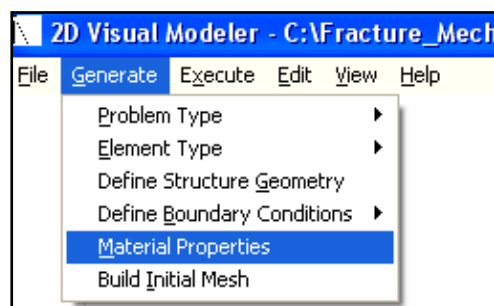 2D Visual Modeler - C:\Fracture_Mech
File Generate Execute Edit View Help
Problem Type
Element Type
Define Structure Geometry
Define Boundary Conditions
Material Properties
Build Initial Mesh